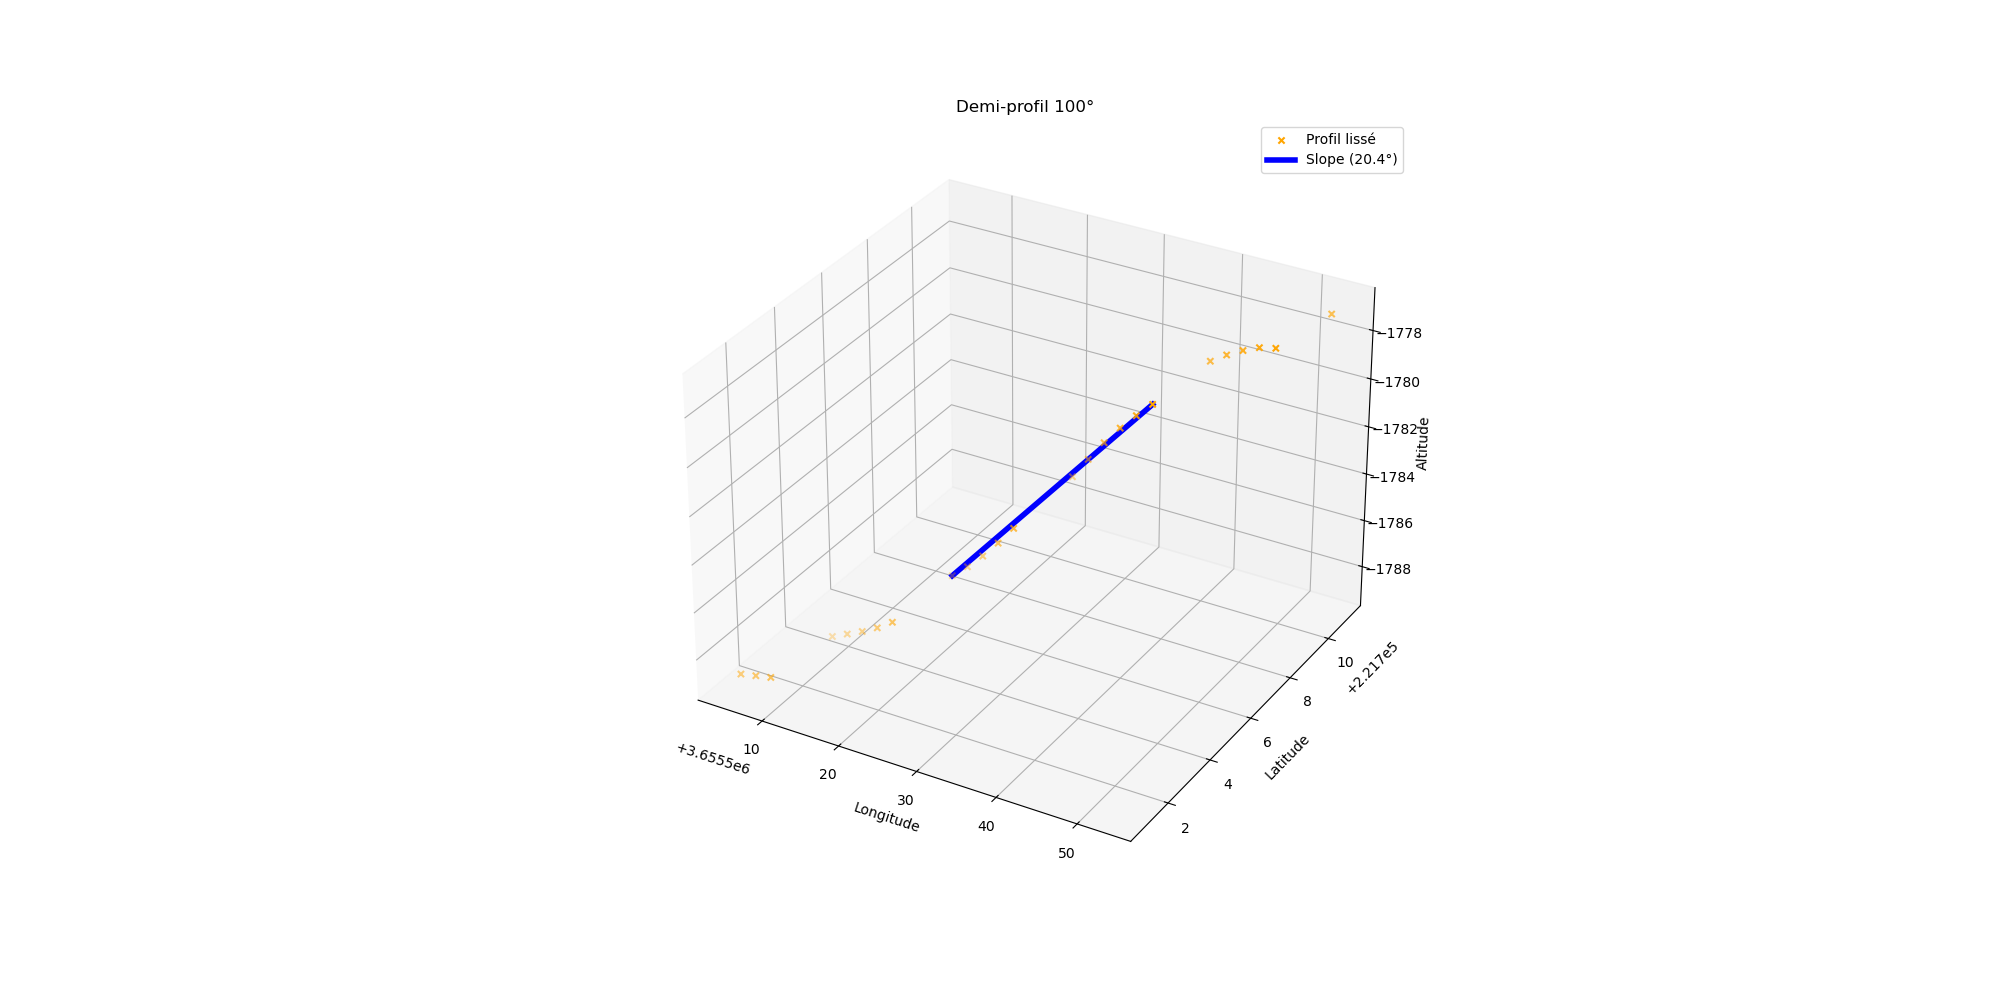 Demi-profil 100°
Profil lissé
Slope (20.4°)
−1778
−1780
−1782
−1784
−1786
−1788
Altitude
10
8
6
4
2
+2.217e5
Latitude
10
20
30
40
50
+3.6555e6
Longitude